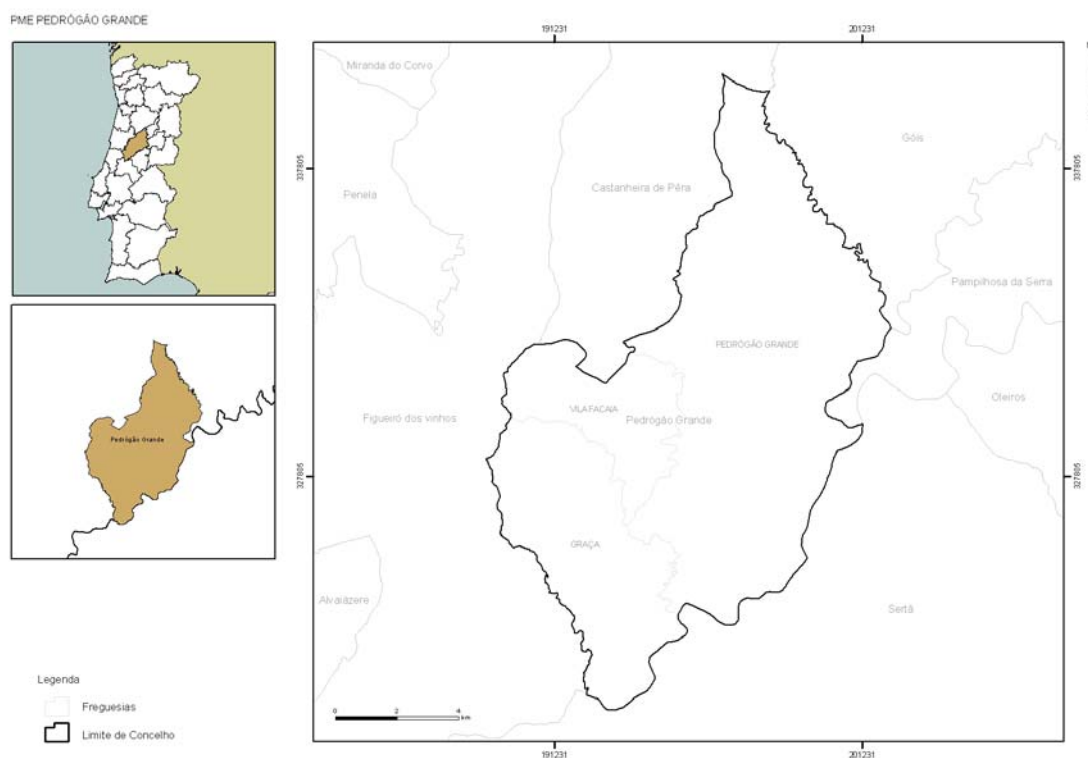 PME PEDRÓGÃO GRANDE
191231
201231
Miranda do Corvo
Góis
337805
337805
Penela
Castanheira de Pêra
Pampilhosa da Serra
PEDRÓGÃO GRANDE
Oleiros
Figueiró dos vinhos
VILA FACAIA
Pedrógão Grande
Pedrógão Grande
327805
327805
GRAÇA
Alvaiázere
Sertã
Legenda
Freguesias
Limite de Concelho
0 2 4
km
191231
201231